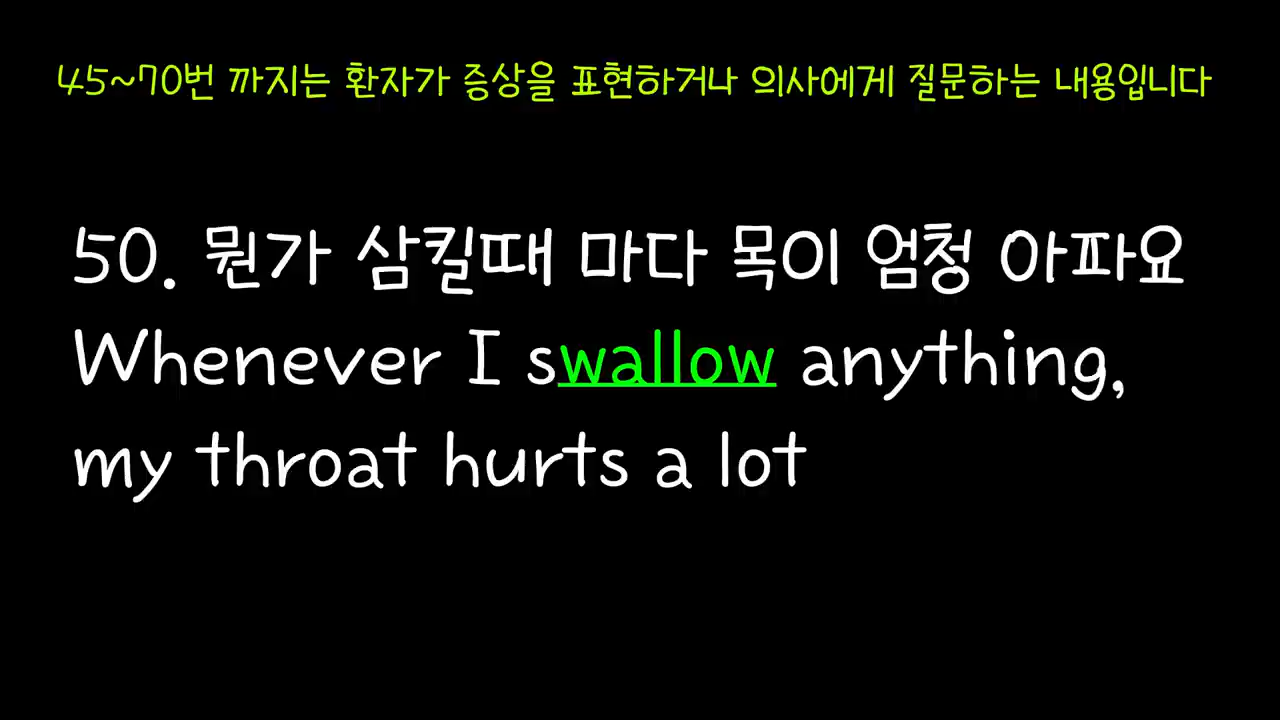 45~70번 까지는 환자가 증상을 표현하거나 의사에게 질문하는 내용입니다
50. 뭔가 삼킬때 마다 목이 엄청 아파요
Whenever I swallow anything,
my throat hurts a lot